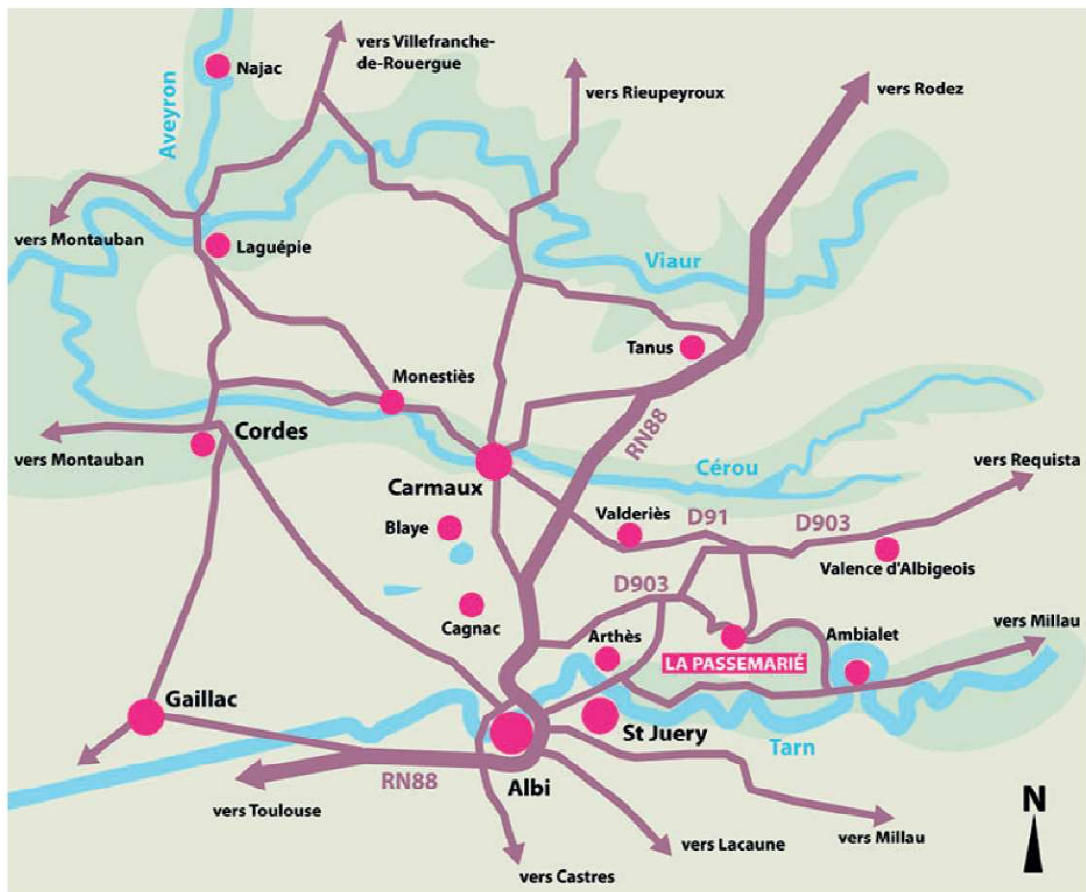 vers Villefranche-
de-Rouergue
Najac
vers Rieupeyroux
vers Rodez
Aveyron
vers Montauban
Laguépie
Viaur
Tanus
Monestiès
RN88
Cordes
vers Montauban
Carmaux
Cérou
vers Requista
Blaye
Valderiès
D91
D903
Valence d'Albigeois
D903
Cagnac
Arthès
LA PASSEMARIÉ
Ambialet
vers Millau
Gaillac
St Juery
Tarn
RN88
Albi
vers Toulouse
N
vers Millau
vers Lacaune
vers Castres